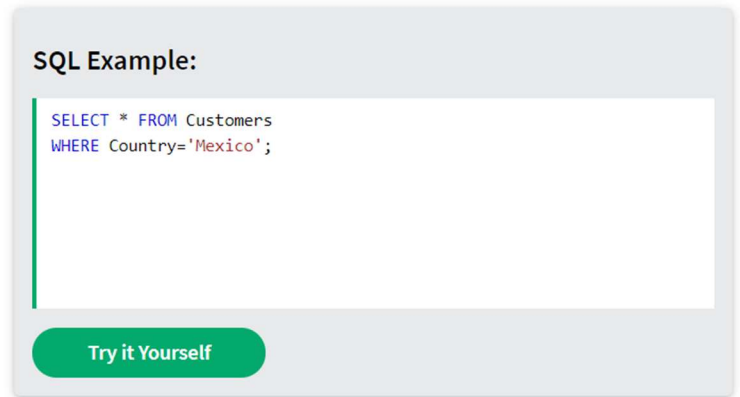 SQL Example:
SELECT * FROM Customers
WHERE Country='Mexico';
Try it Yourself